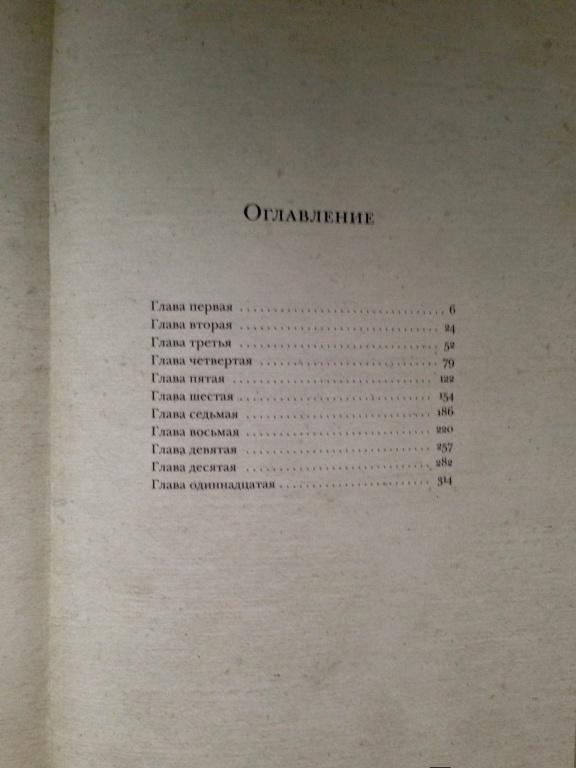 Оглавление
Глава первая ................................ 6
Глава вторая ................................ 24
Глава третья ................................ 52
Глава четвертая ............................ 79
Глава пятая ................................ 122
Глава шестая .............................. 154
Глава седьмая ............................. 186
Глава восьмая ............................. 220
Глава девятая ............................. 257
Глава десятая ............................. 282
Глава одиннадцатая ....................... 314